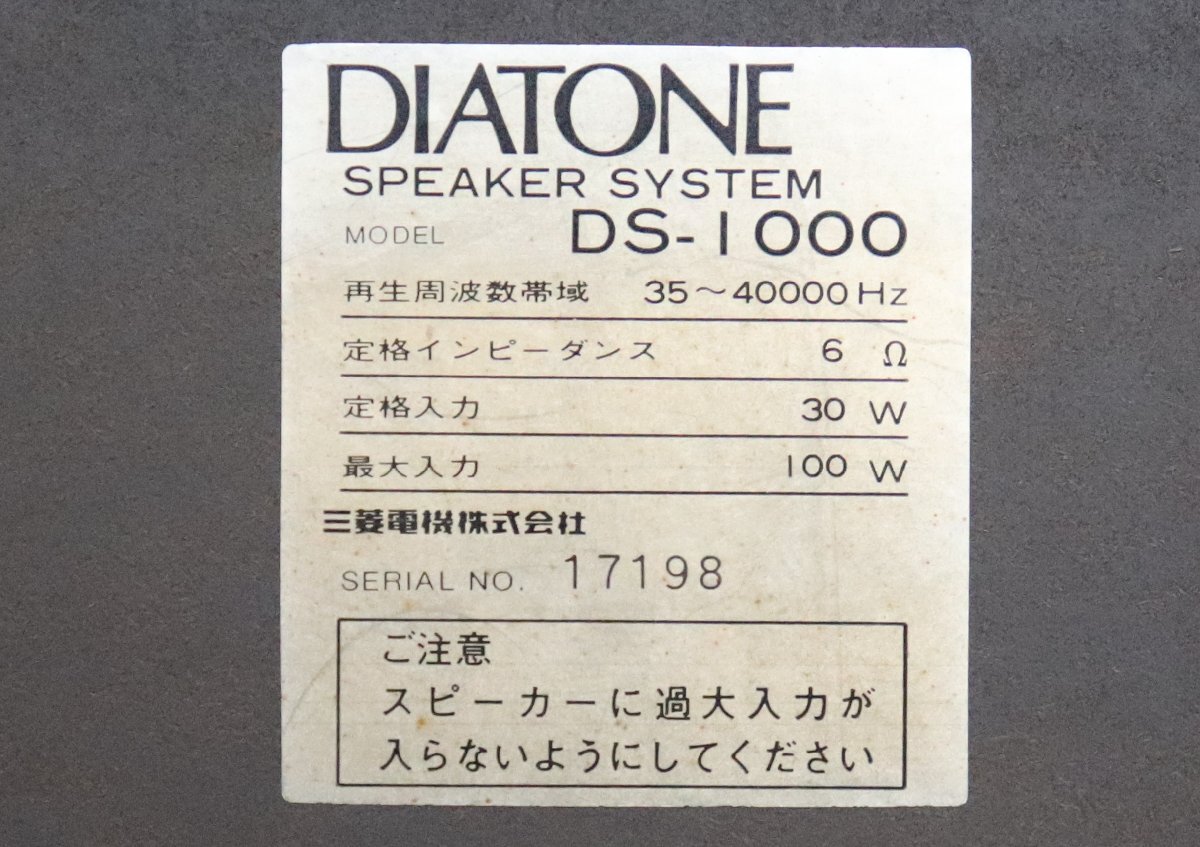 DIATONE
SPEAKER SYSTEM
MODEL DS-1000
再生周波数帯域 35～40000Hz
定格インピーダンス 6 Ω
定格入力 30 W
最大入力 100 W
三菱電機株式会社
SERIAL NO. 17198
ご注意
スピーカーに過大入力が
入らないようにしてください